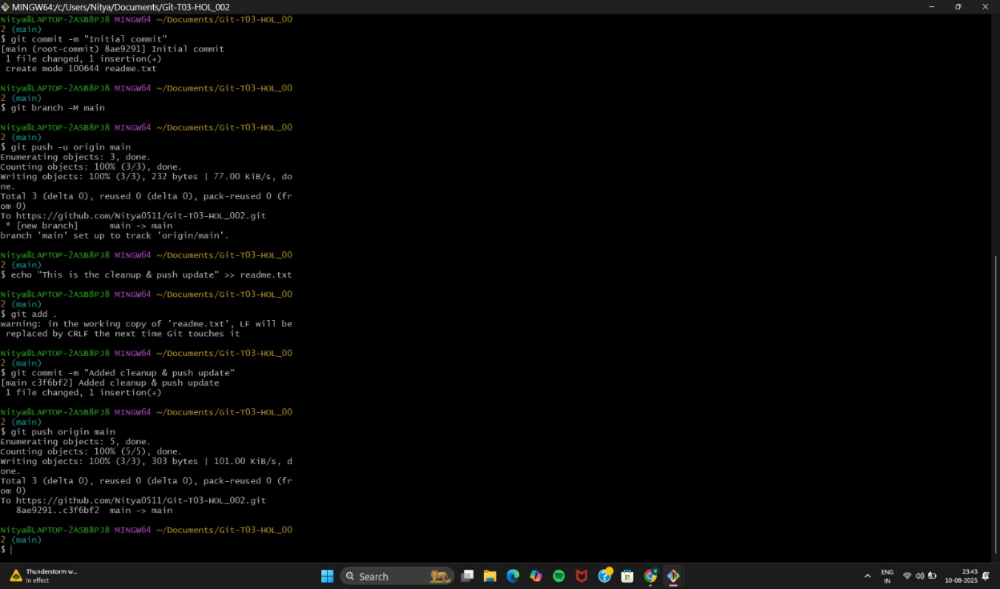 MINGW64:/c/Users/Nitya/Documents/Git-T03-HOL_002
Nitya@LAPTOP-2ASB8PJ8 MINGW64 ~/Documents/Git-T03-HOL_00
2 (main)
$ git commit -m "Initial commit"
[main (root-commit) 8ae9291] Initial commit
 1 file changed, 1 insertion(+)
 create mode 100644 readme.txt

Nitya@LAPTOP-2ASB8PJ8 MINGW64 ~/Documents/Git-T03-HOL_00
2 (main)
$ git branch -M main

Nitya@LAPTOP-2ASB8PJ8 MINGW64 ~/Documents/Git-T03-HOL_00
2 (main)
$ git push -u origin main
Enumerating objects: 3, done.
Counting objects: 100% (3/3), done.
Writing objects: 100% (3/3), 232 bytes | 77.00 KiB/s, do
ne.
Total 3 (delta 0), reused 0 (delta 0), pack-reused 0 (fr
om 0)
To https://github.com/Nitya0511/Git-T03-HOL_002.git
 * [new branch]      main -> main
branch 'main' set up to track 'origin/main'.

Nitya@LAPTOP-2ASB8PJ8 MINGW64 ~/Documents/Git-T03-HOL_00
2 (main)
$ echo "This is the cleanup & push update" >> readme.txt

Nitya@LAPTOP-2ASB8PJ8 MINGW64 ~/Documents/Git-T03-HOL_00
2 (main)
$ git add .
warning: in the working copy of 'readme.txt', LF will be
 replaced by CRLF the next time Git touches it

Nitya@LAPTOP-2ASB8PJ8 MINGW64 ~/Documents/Git-T03-HOL_00
2 (main)
$ git commit -m "Added cleanup & push update"
[main c3f6bf2] Added cleanup & push update
 1 file changed, 1 insertion(+)

Nitya@LAPTOP-2ASB8PJ8 MINGW64 ~/Documents/Git-T03-HOL_00
2 (main)
$ git push origin main
Enumerating objects: 5, done.
Counting objects: 100% (5/5), done.
Writing objects: 100% (3/3), 303 bytes | 101.00 KiB/s, d
one.
Total 3 (delta 0), reused 0 (delta 0), pack-reused 0 (fr
om 0)
To https://github.com/Nitya0511/Git-T03-HOL_002.git
   8ae9291..c3f6bf2  main -> main

Nitya@LAPTOP-2ASB8PJ8 MINGW64 ~/Documents/Git-T03-HOL_00
2 (main)
$
Thunderstorm w...
In effect
Search
ENG
IN
23:43
10-08-2025